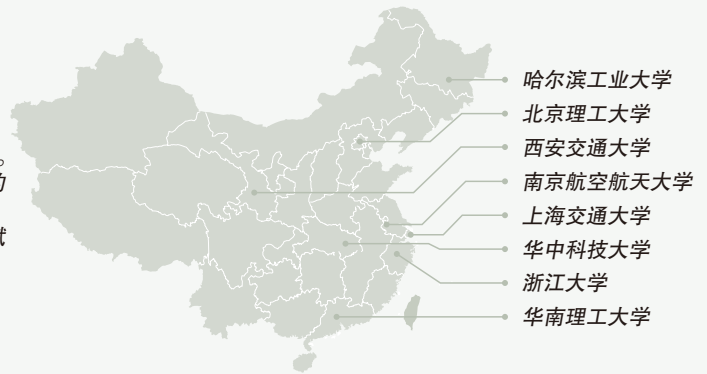 哈尔滨工业大学
北京理工大学
西安交通大学
南京航空航天大学
上海交通大学
华中科技大学
浙江大学
华南理工大学